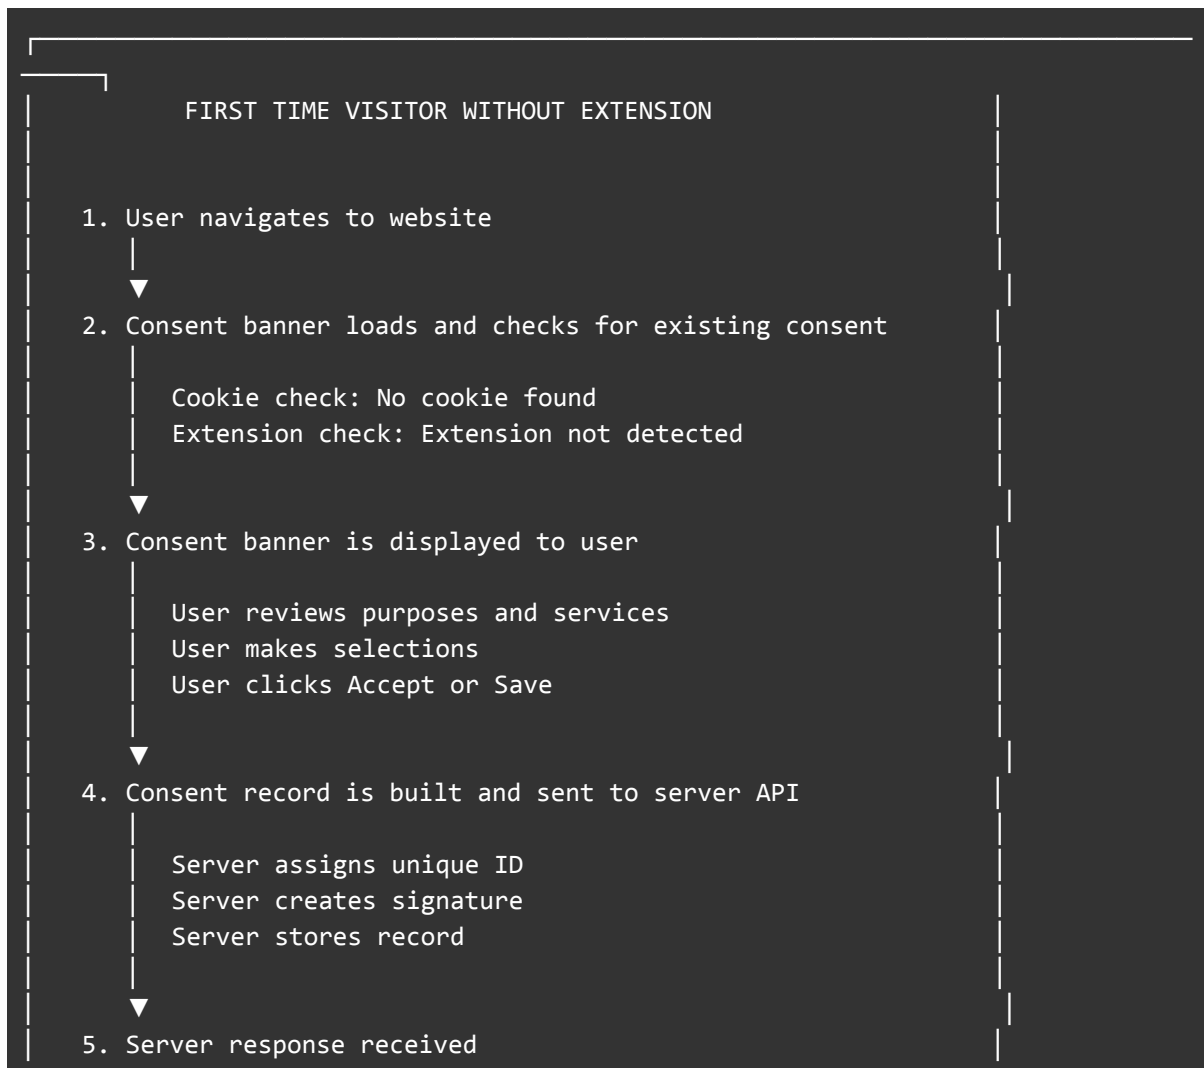 FIRST TIME VISITOR WITHOUT EXTENSION
1. User navigates to website
▼
2. Consent banner loads and checks for existing consent
Cookie check: No cookie found
Extension check: Extension not detected
▼
3. Consent banner is displayed to user
User reviews purposes and services
User makes selections
User clicks Accept or Save
▼
4. Consent record is built and sent to server API
Server assigns unique ID
Server creates signature
Server stores record
▼
5. Server response received